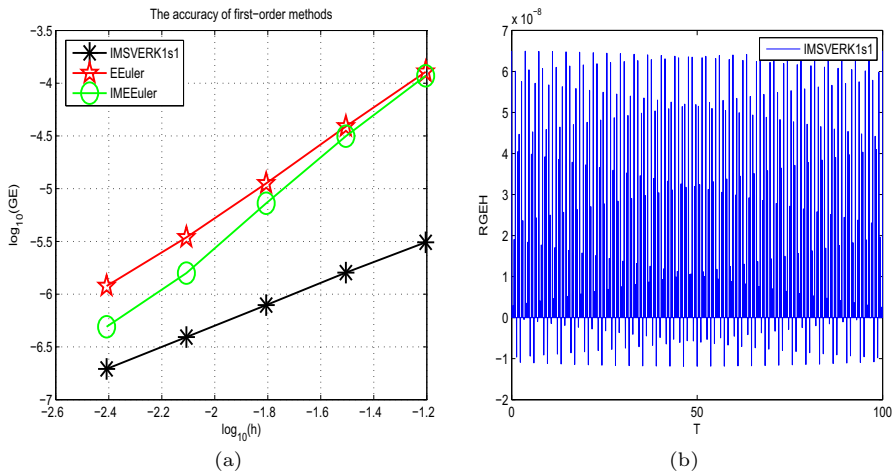 The accuracy of first−order methods
−3.5
−4
−4.5
−5
−5.5
−6
−6.5
−7
log10(GE)
IMSVERK1s1
EEuler
IMEEuler
−2.6 −2.4 −2.2 −2 −1.8 −1.6 −1.4 −1.2
log10(h)
(a)
x 10−8
7
6
5
4
3
2
1
0
−1
−2
RGEH
IMSVERK1s1
0 50 100
T
(b)